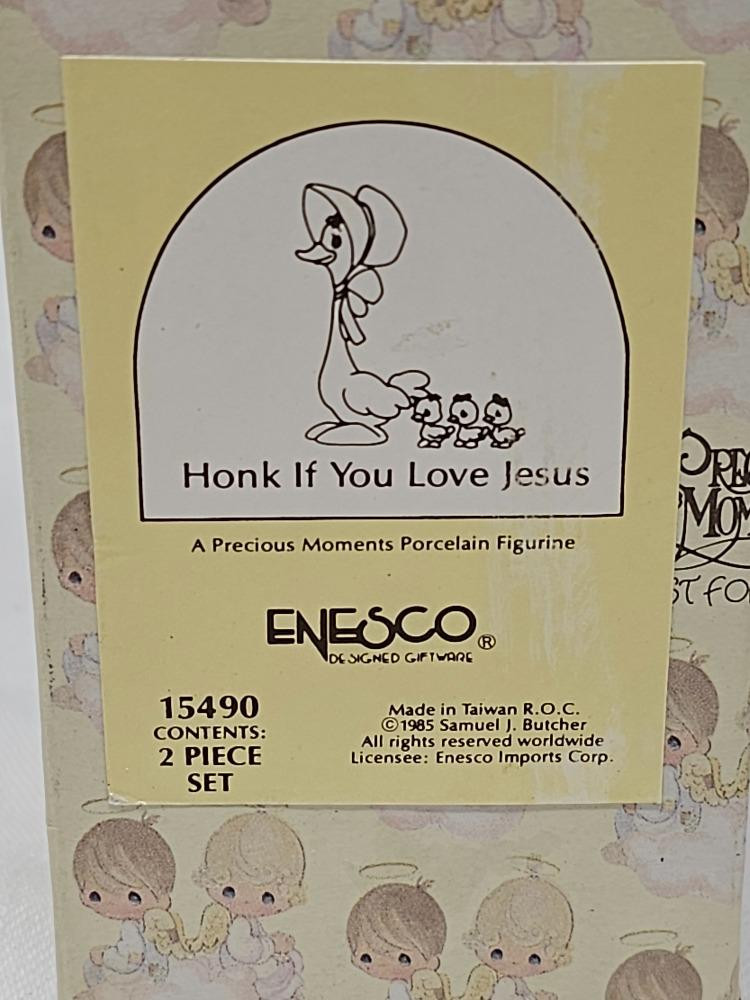 Honk If You Love Jesus
A Precious Moments Porcelain Figurine
ENESCO®
DESIGNED GIFTWARE
15490
CONTENTS:
2 PIECE
SET
Made in Taiwan R.O.C.
©1985 Samuel J. Butcher
All rights reserved worldwide
Licensee: Enesco Imports Corp.